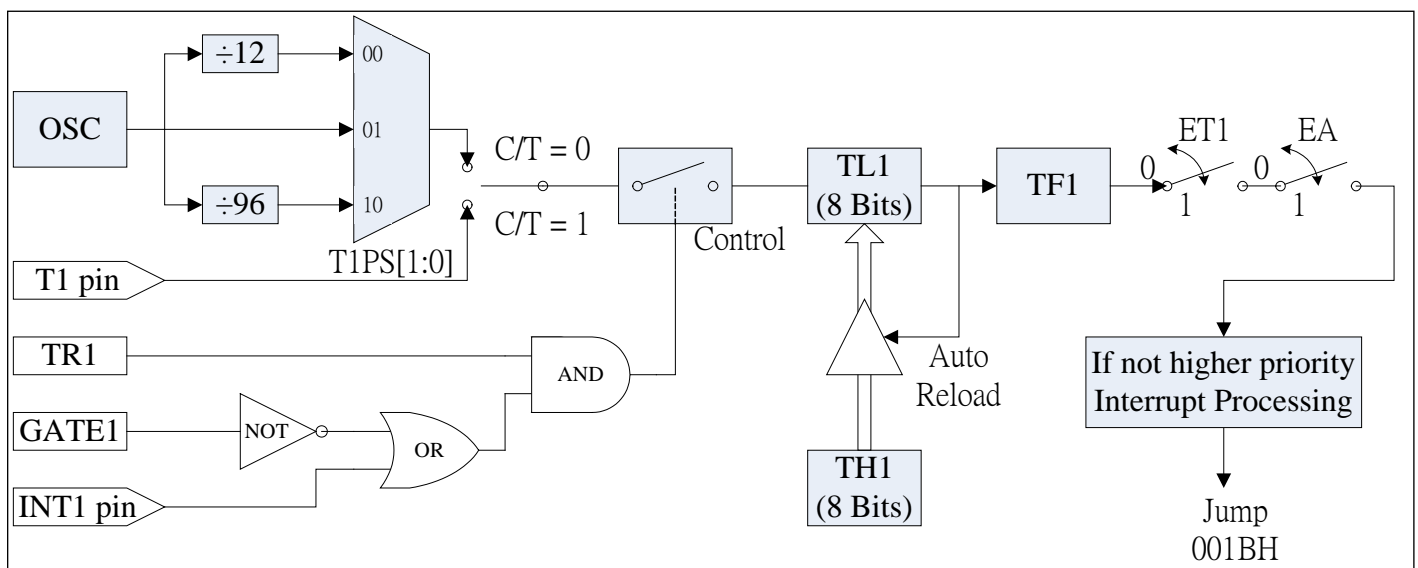 ÷12
00
OSC
01
÷96
10
T1PS[1:0]
C/T = 0
C/T = 1
Control
TL1
(8 Bits)
TF1
ET1
0
1
EA
0
1
T1 pin
TR1
AND
GATE1
NOT
OR
INT1 pin
Auto
Reload
TH1
(8 Bits)
If not higher priority
Interrupt Processing
Jump
001BH